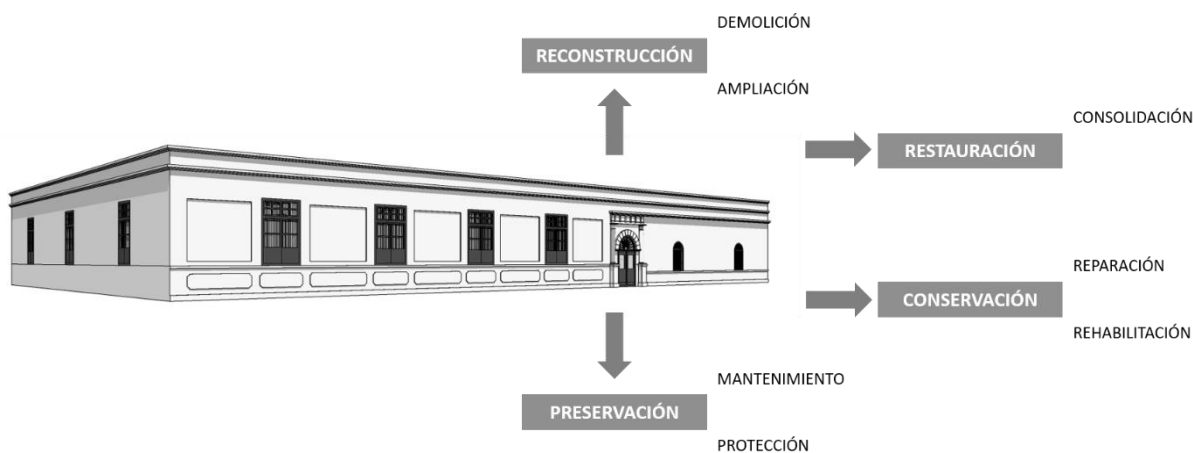 DEMOLICIÓN
RECONSTRUCCIÓN
AMPLIACIÓN
CONSOLIDACIÓN
RESTAURACIÓN
REPARACIÓN
CONSERVACIÓN
REHABILITACIÓN
MANTENIMIENTO
PRESERVACIÓN
PROTECCIÓN